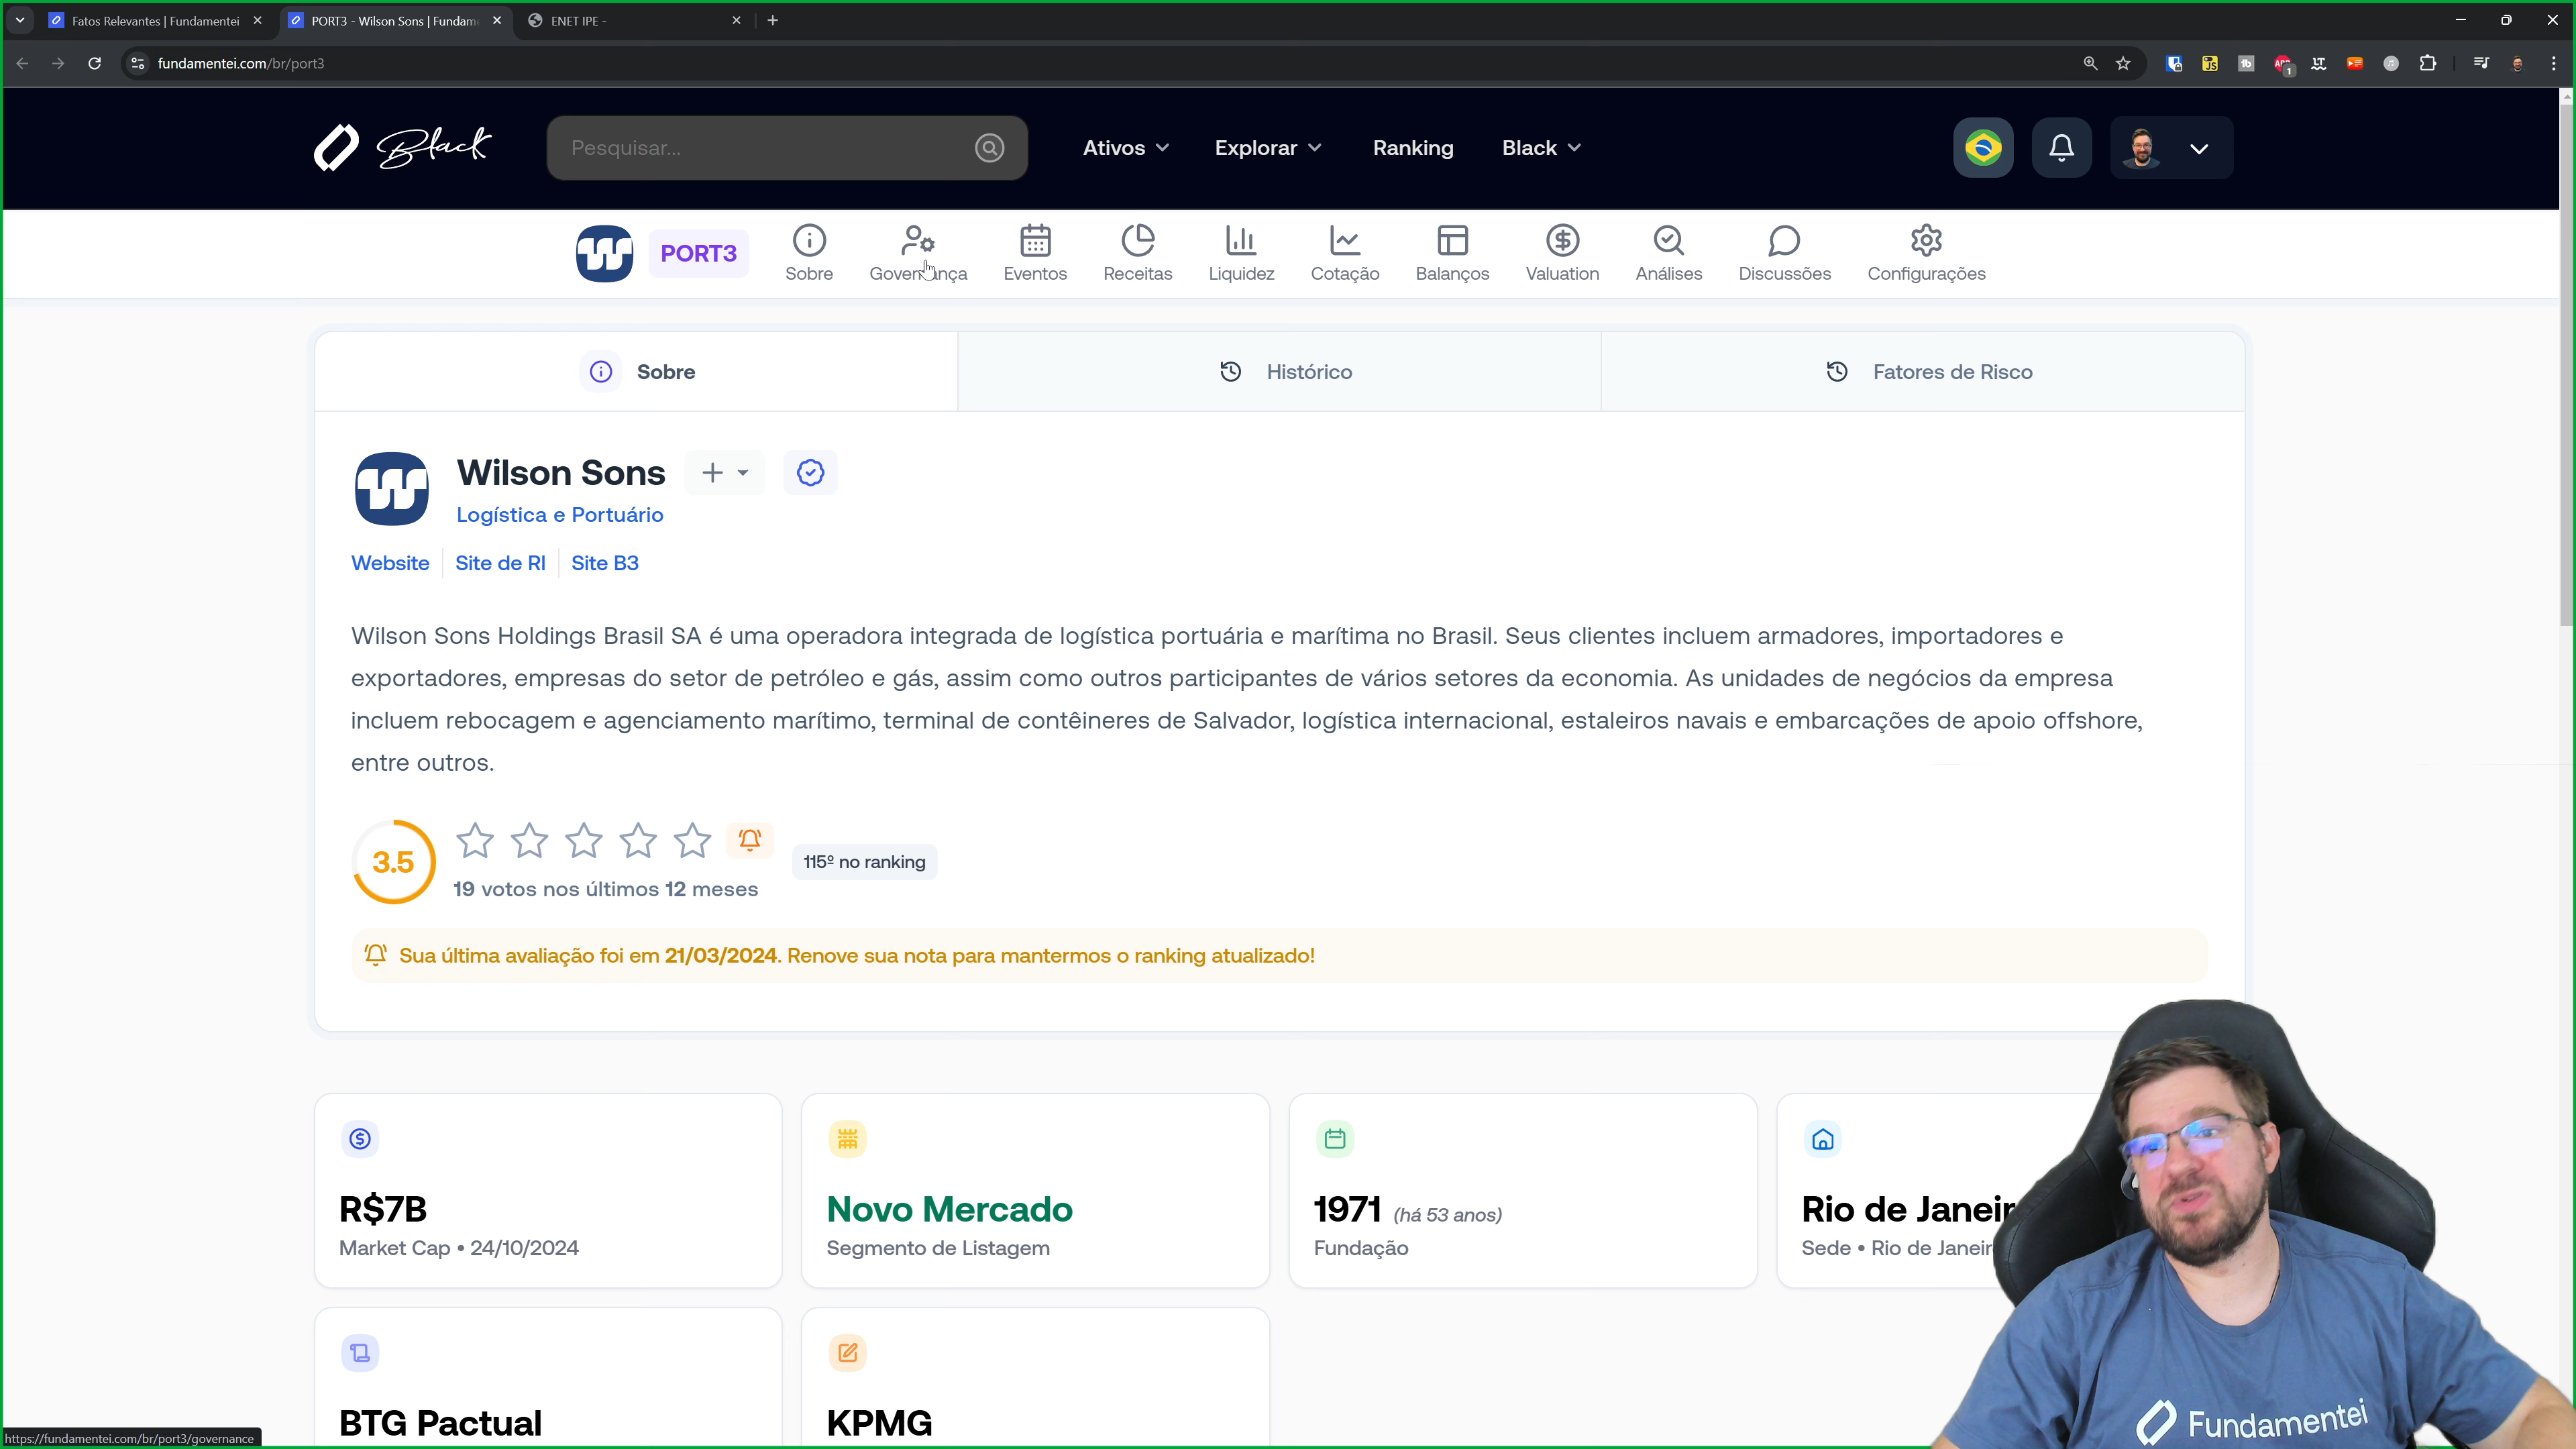 Fatos Relevantes | Fundamentei
PORT3 - Wilson Sons | Fundam
ENET IPE -
fundamentei.com/br/port3
Black
Pesquisar...
Ativos
Explorar
Ranking
Black
PORT3
Sobre
Governança
Eventos
Receitas
Liquidez
Cotação
Balanços
Valuation
Análises
Discussões
Configurações
Sobre
Histórico
Fatores de Risco
Wilson Sons
Logística e Portuário
Website
Site de RI
Site B3
Wilson Sons Holdings Brasil SA é uma operadora integrada de logística portuária e marítima no Brasil. Seus clientes incluem armadores, importadores e
exportadores, empresas do setor de petróleo e gás, assim como outros participantes de vários setores da economia. As unidades de negócios da empresa
incluem rebocagem e agenciamento marítimo, terminal de contêineres de Salvador, logística internacional, estaleiros navais e embarcações de apoio offshore,
entre outros.
3.5
19 votos nos últimos 12 meses
115º no ranking
Sua última avaliação foi em 21/03/2024. Renove sua nota para mantermos o ranking atualizado!
R$7B
Market Cap • 24/10/2024
Novo Mercado
Segmento de Listagem
1971 (há 53 anos)
Fundação
Rio de Janeir
Sede • Rio de Janeir
BTG Pactual
KPMG
Fundamentei
https://fundamentei.com/br/port3/governance